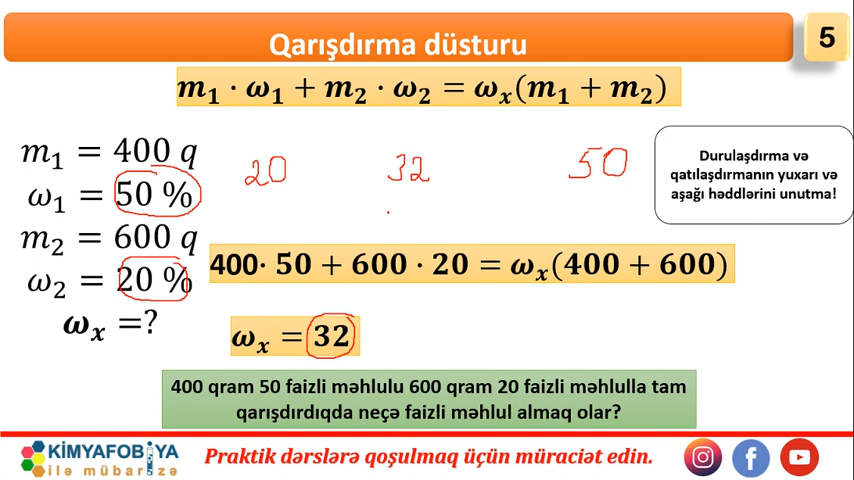 Qarışdırma düsturu
5
m₁ · ω₁ + m₂ · ω₂ = ωₓ(m₁ + m₂)
m₁ = 400 q
ω₁ = 50 %
m₂ = 600 q
ω₂ = 20 %
ωₓ =?
20 32 50
Durulaşdırma və
qatılaşdırmanın yuxarı və
aşağı həddlərini unutma!
400· 50 + 600 · 20 = ωₓ(400 + 600)
ωₓ = 32
400 qram 50 faizli məhlulu 600 qram 20 faizli məhlulla tam
qarışdırdıqda neçə faizli məhlul almaq olar?
KİMYAFOBİYA
ilə mübarizə
Praktik dərslərə qoşulmaq üçün müraciət edin.